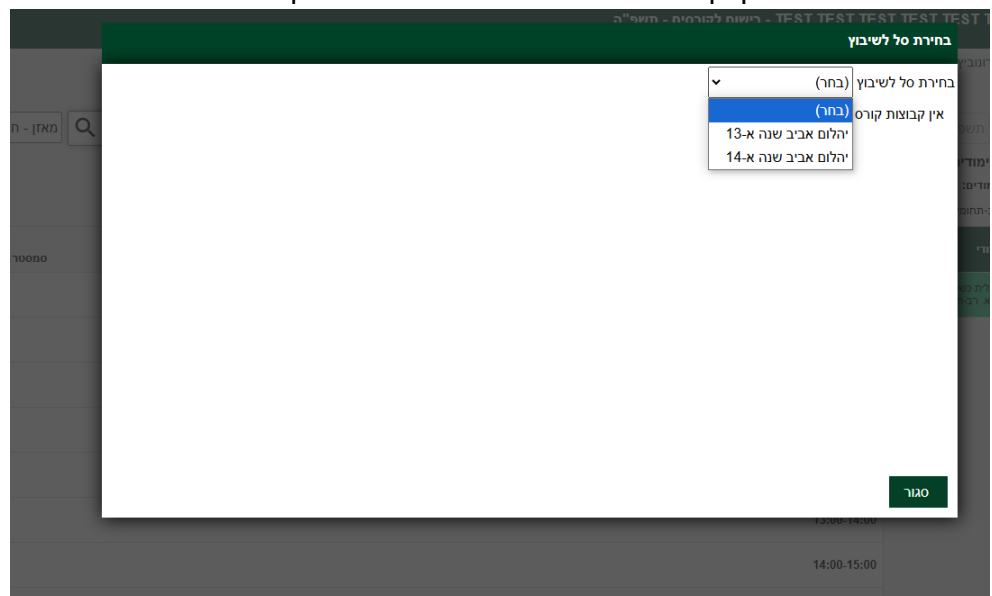 TEST TEST TEST TEST TEST - רישום לקורסים - תשפ"ה
בחירת סל לשיבוץ
בחירת סל לשיבוץ (בחר)
אין קבוצות קורס
(בחר)
יהלום אביב שנה א-13
יהלום אביב שנה א-14
מאזן
סמסטר
סגור
13:00-14:00
14:00-15:00